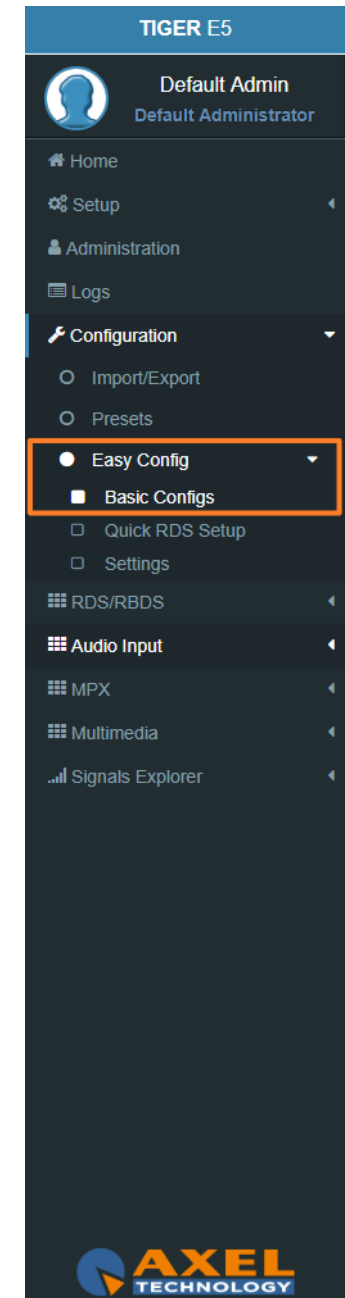 TIGER E5
Default Admin
Default Administrator
Home
Setup
Administration
Logs
Configuration
Import/Export
Presets
Easy Config
Basic Configs
Quick RDS Setup
Settings
RDS/RBDS
Audio Input
MPX
Multimedia
Signals Explorer
AXEL
TECHNOLOGY